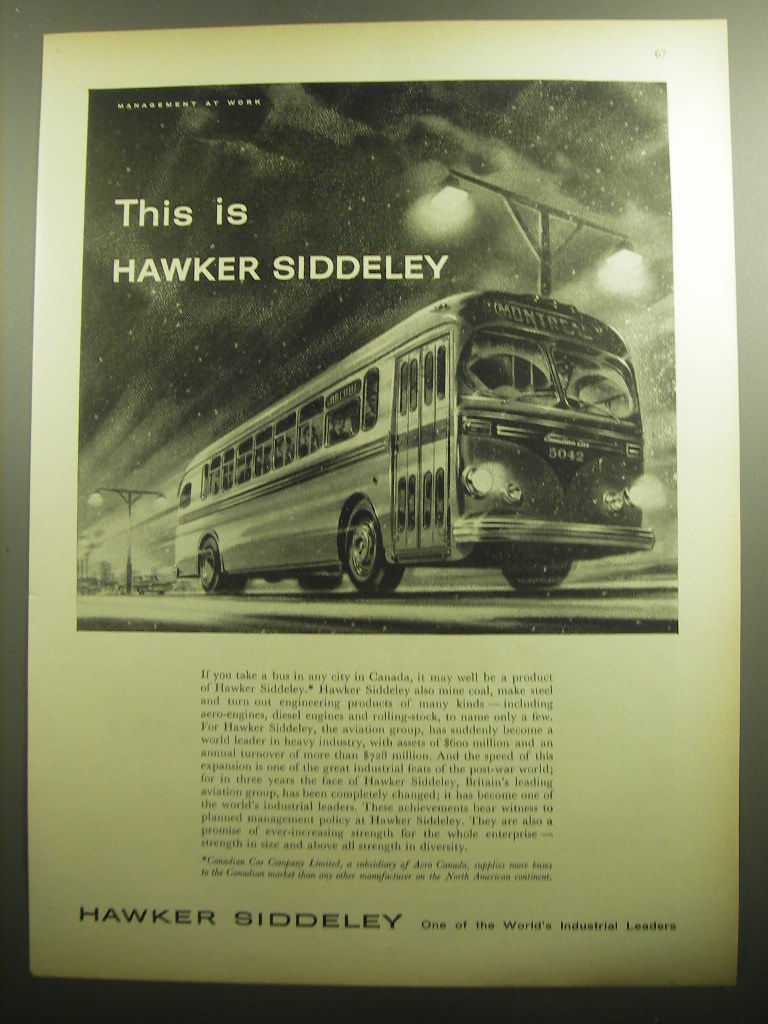 67
MANAGEMENT AT WORK
This is
HAWKER SIDDELEY
MONTREAL
Canadian Car
5042
If you take a bus in any city in Canada, it may well be a product
of Hawker Siddeley.* Hawker Siddeley also mine coal, make steel
and turn out engineering products of many kinds — including
aero-engines, diesel engines and rolling-stock, to name only a few.
For Hawker Siddeley, the aviation group, has suddenly become a
world leader in heavy industry, with assets of $600 million and an
annual turnover of more than $728 million. And the speed of this
expansion is one of the great industrial feats of the post-war world;
for in three years the face of Hawker Siddeley, Britain's leading
aviation group, has been completely changed; it has become one of
the world's industrial leaders. These achievements bear witness to
planned management policy at Hawker Siddeley. They are also a
promise of ever-increasing strength for the whole enterprise —
strength in size and above all strength in diversity.
*Canadian Car Company Limited, a subsidiary of Avro Canada, supplies more buses
to the Canadian market than any other manufacturer on the North American continent.
HAWKER SIDDELEY One of the World's Industrial Leaders